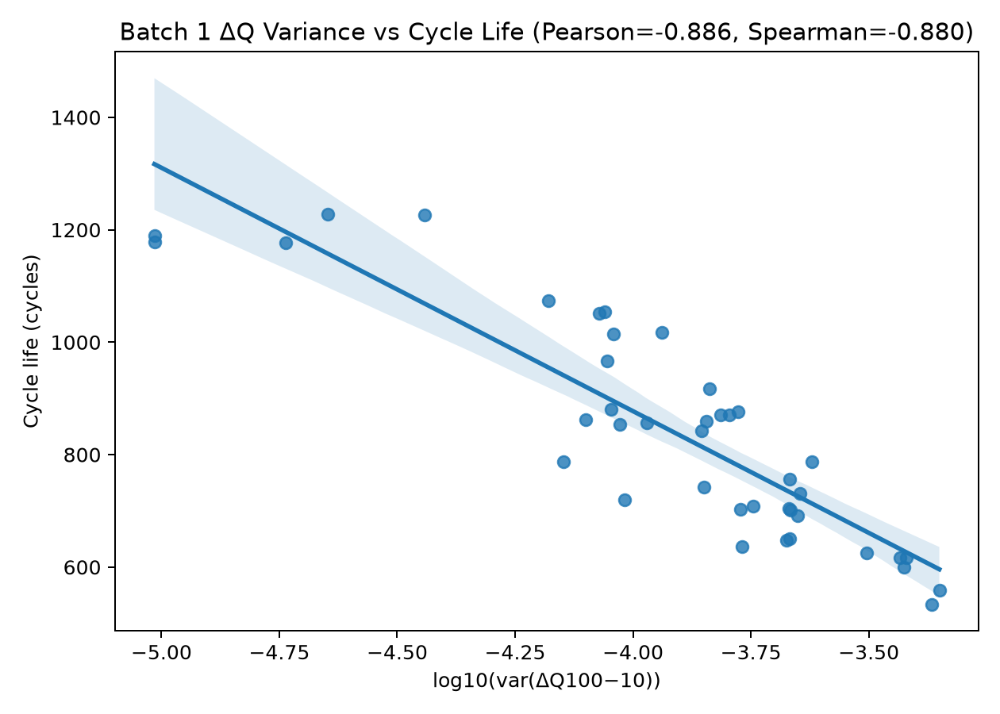 Batch 1 ΔQ Variance vs Cycle Life (Pearson=-0.886, Spearman=-0.880)
Cycle life (cycles)
1400
1200
1000
800
600
−5.00 −4.75 −4.50 −4.25 −4.00 −3.75 −3.50
log10(var(ΔQ100−10))